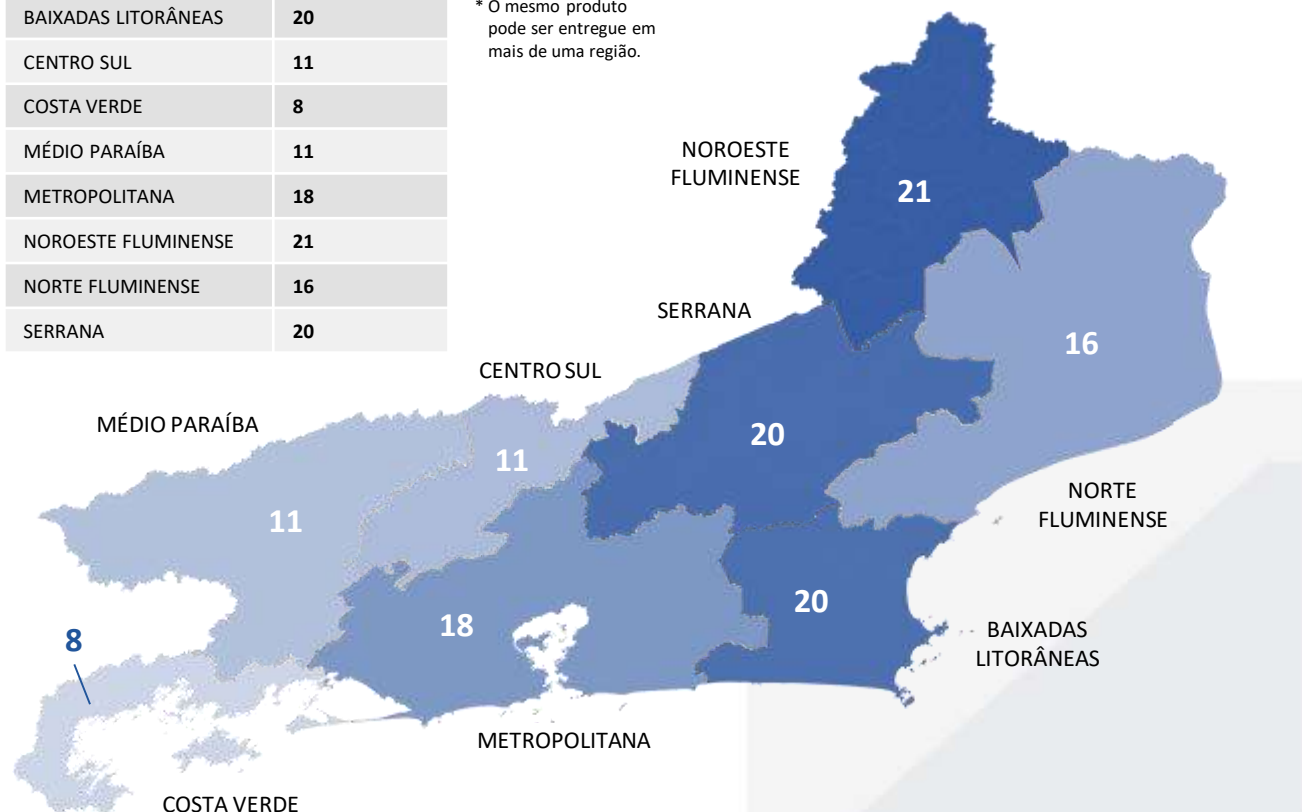 BAIXADAS LITORÂNEAS 20
CENTRO SUL 11
COSTA VERDE 8
MÉDIO PARAÍBA 11
METROPOLITANA 18
NOROESTE FLUMINENSE 21
NORTE FLUMINENSE 16
SERRANA 20
* O mesmo produto
pode ser entregue em
mais de uma região.
NOROESTE
FLUMINENSE
21
SERRANA
16
CENTRO SUL
MÉDIO PARAÍBA
20
11
11
NORTE
FLUMINENSE
20
18
8
BAIXADAS
LITORÂNEAS
METROPOLITANA
COSTA VERDE